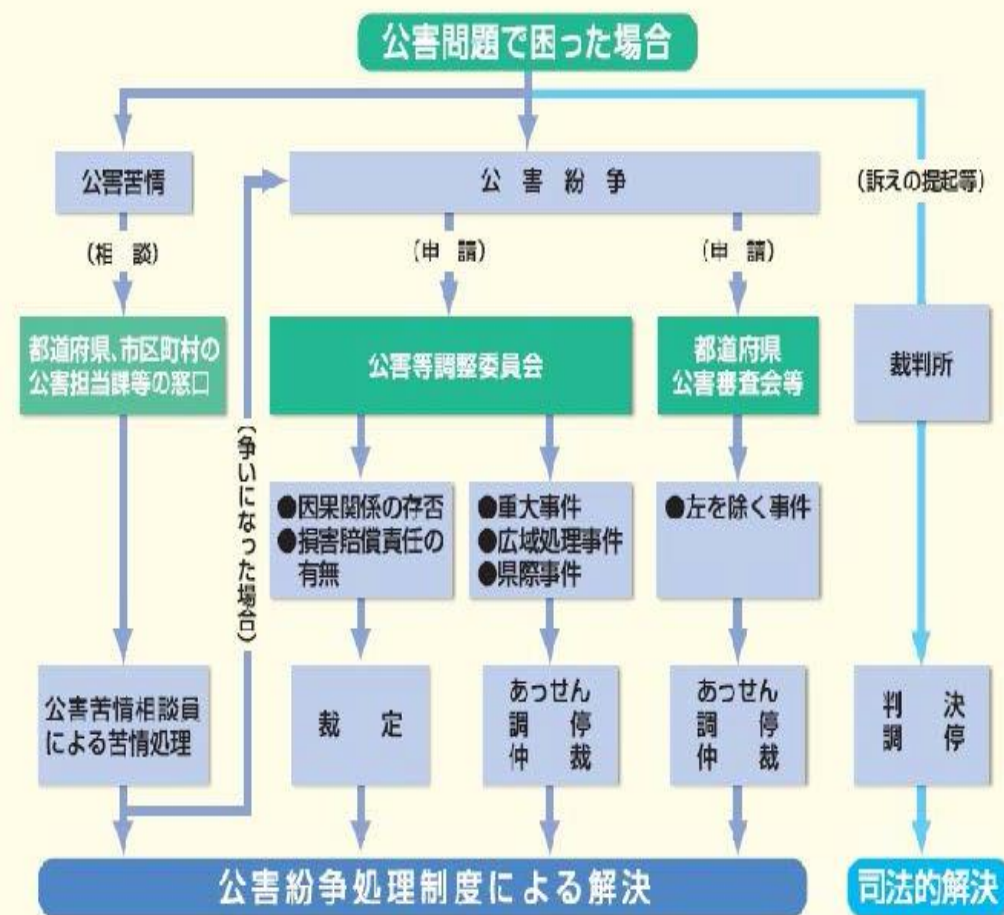 公害問題で困った場合
公害苦情
公害紛争
(訴えの提起等)
(相談)
(申請)
(申請)
都道府県、市区町村の
公害担当課等の窓口
公害等調整委員会
都道府県
公害審査会等
裁判所
(争いになった場合)
●因果関係の存否
●損害賠償責任の
有無
●重大事件
●広域処理事件
●県際事件
●左を除く事件
公害苦情相談員
による苦情処理
裁定
あっせん
調停
仲裁
あっせん
調停
仲裁
判決
調停
公害紛争処理制度による解決
司法的解決